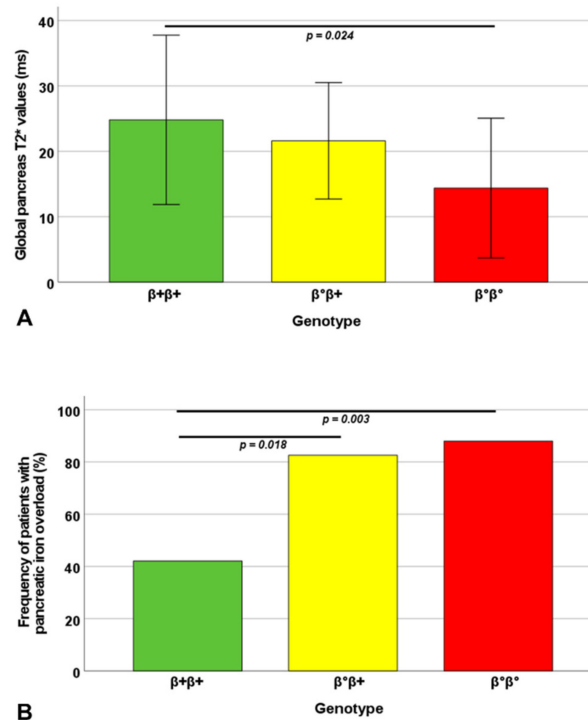 Global pancreas T2* values (ms)
40
30
20
10
0
p = 0.024
β+β+ β°β+ β°β°
Genotype
A
Frequency of patients with
pancreatic iron overload (%)
100
80
60
40
20
0
p = 0.003
p = 0.018
β+β+ β°β+ β°β°
Genotype
B